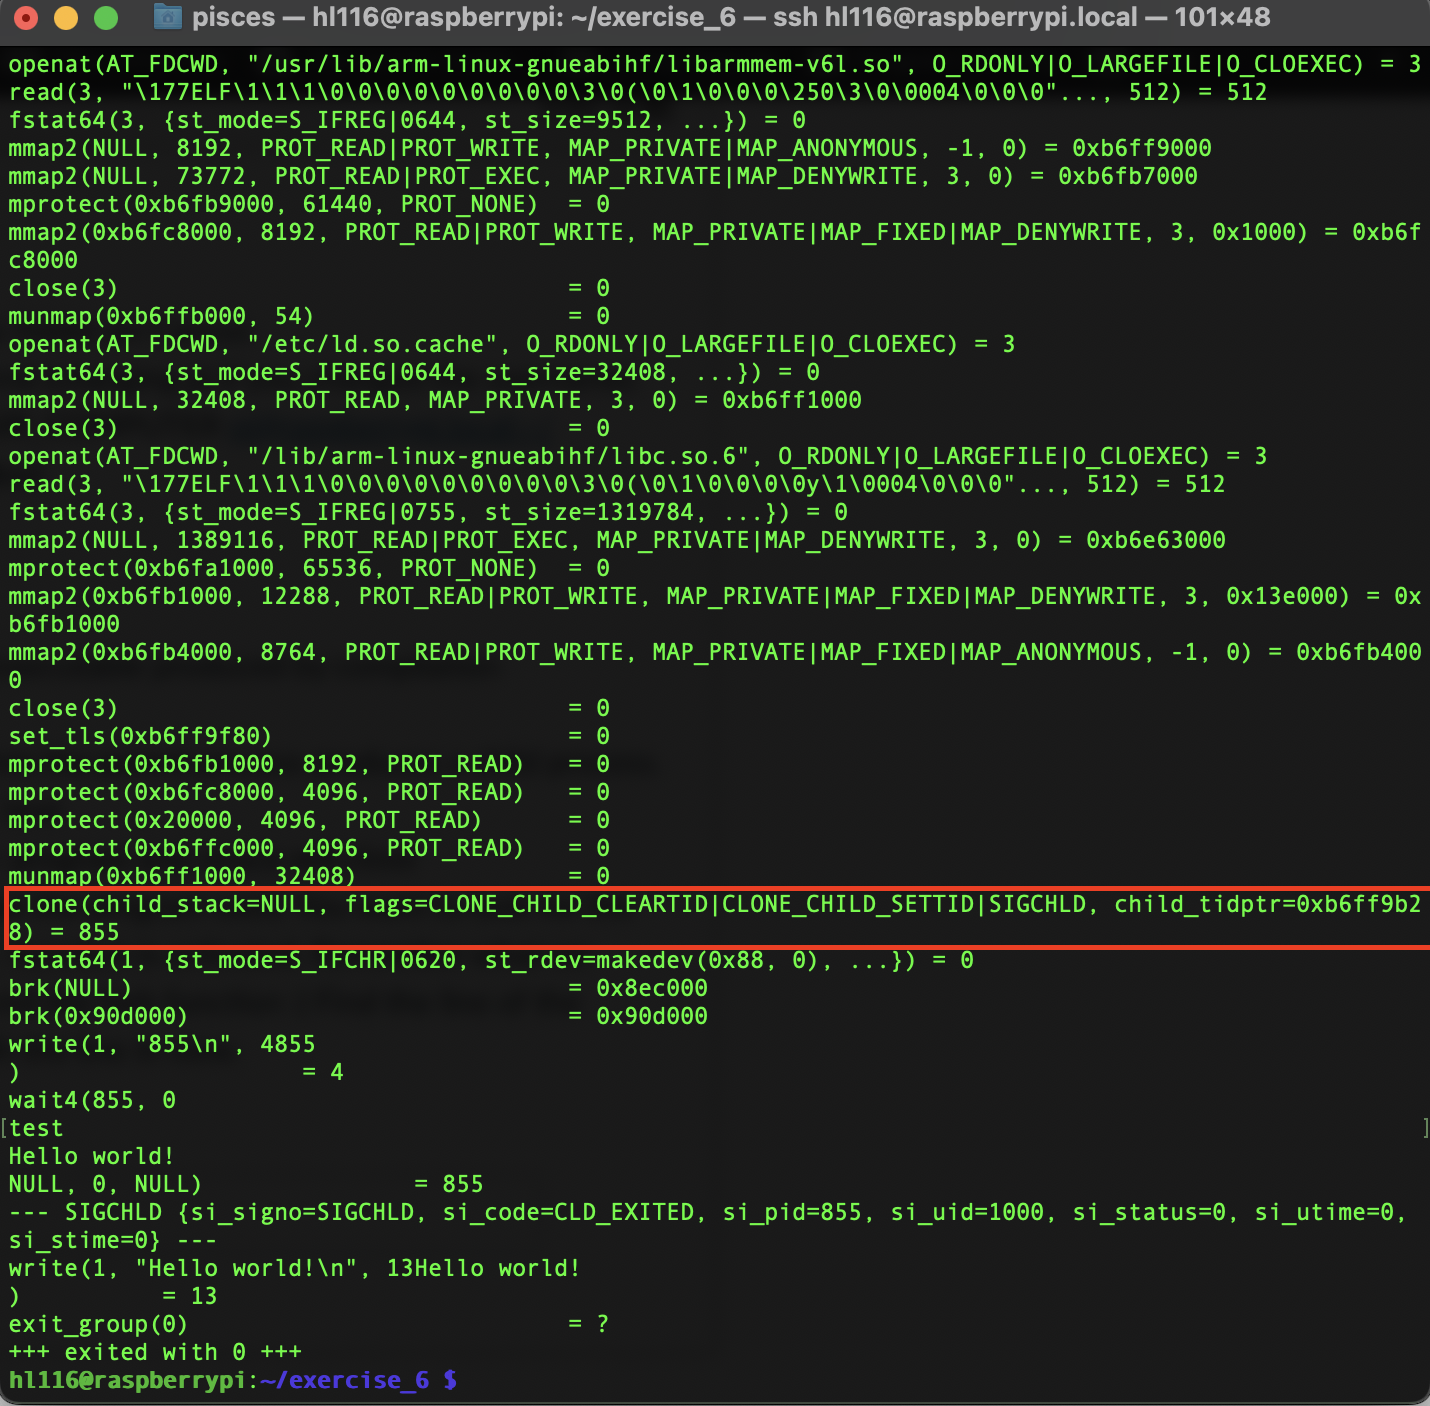 pisces — hl116@raspberrypi: ~/exercise_6 — ssh hl116@raspberrypi.local — 101×48
openat(AT_FDCWD, "/usr/lib/arm-linux-gnueabihf/libarmmem-v6l.so", O_RDONLY|O_LARGEFILE|O_CLOEXEC) = 3
read(3, "\177ELF\1\1\1\0\0\0\0\0\0\0\0\0\3\0(\0\1\0\0\0\250\3\0\0004\0\0\0"..., 512) = 512
fstat64(3, {st_mode=S_IFREG|0644, st_size=9512, ...}) = 0
mmap2(NULL, 8192, PROT_READ|PROT_WRITE, MAP_PRIVATE|MAP_ANONYMOUS, -1, 0) = 0xb6ff9000
mmap2(NULL, 73772, PROT_READ|PROT_EXEC, MAP_PRIVATE|MAP_DENYWRITE, 3, 0) = 0xb6fb7000
mprotect(0xb6fb9000, 61440, PROT_NONE)  = 0
mmap2(0xb6fc8000, 8192, PROT_READ|PROT_WRITE, MAP_PRIVATE|MAP_FIXED|MAP_DENYWRITE, 3, 0x1000) = 0xb6f
c8000
close(3)                                = 0
munmap(0xb6ffb000, 54)                  = 0
openat(AT_FDCWD, "/etc/ld.so.cache", O_RDONLY|O_LARGEFILE|O_CLOEXEC) = 3
fstat64(3, {st_mode=S_IFREG|0644, st_size=32408, ...}) = 0
mmap2(NULL, 32408, PROT_READ, MAP_PRIVATE, 3, 0) = 0xb6ff1000
close(3)                                = 0
openat(AT_FDCWD, "/lib/arm-linux-gnueabihf/libc.so.6", O_RDONLY|O_LARGEFILE|O_CLOEXEC) = 3
read(3, "\177ELF\1\1\1\0\0\0\0\0\0\0\0\0\3\0(\0\1\0\0\0\0y\1\0004\0\0\0"..., 512) = 512
fstat64(3, {st_mode=S_IFREG|0755, st_size=1319784, ...}) = 0
mmap2(NULL, 1389116, PROT_READ|PROT_EXEC, MAP_PRIVATE|MAP_DENYWRITE, 3, 0) = 0xb6e63000
mprotect(0xb6fa1000, 65536, PROT_NONE)  = 0
mmap2(0xb6fb1000, 12288, PROT_READ|PROT_WRITE, MAP_PRIVATE|MAP_FIXED|MAP_DENYWRITE, 3, 0x13e000) = 0x
b6fb1000
mmap2(0xb6fb4000, 8764, PROT_READ|PROT_WRITE, MAP_PRIVATE|MAP_FIXED|MAP_ANONYMOUS, -1, 0) = 0xb6fb400
0
close(3)                                = 0
set_tls(0xb6ff9f80)                     = 0
mprotect(0xb6fb1000, 8192, PROT_READ)   = 0
mprotect(0xb6fc8000, 4096, PROT_READ)   = 0
mprotect(0x20000, 4096, PROT_READ)      = 0
mprotect(0xb6ffc000, 4096, PROT_READ)   = 0
munmap(0xb6ff1000, 32408)               = 0
clone(child_stack=NULL, flags=CLONE_CHILD_CLEARTID|CLONE_CHILD_SETTID|SIGCHLD, child_tidptr=0xb6ff9b2
8) = 855
fstat64(1, {st_mode=S_IFCHR|0620, st_rdev=makedev(0x88, 0), ...}) = 0
brk(NULL)                               = 0x8ec000
brk(0x90d000)                           = 0x90d000
write(1, "855\n", 4855
)                    = 4
wait4(855, 0
[test ]
Hello world!
NULL, 0, NULL)               = 855
--- SIGCHLD {si_signo=SIGCHLD, si_code=CLD_EXITED, si_pid=855, si_uid=1000, si_status=0, si_utime=0,
si_stime=0} ---
write(1, "Hello world!\n", 13Hello world!
)          = 13
exit_group(0)                           = ?
+++ exited with 0 +++
hl116@raspberrypi:~/exercise_6 $